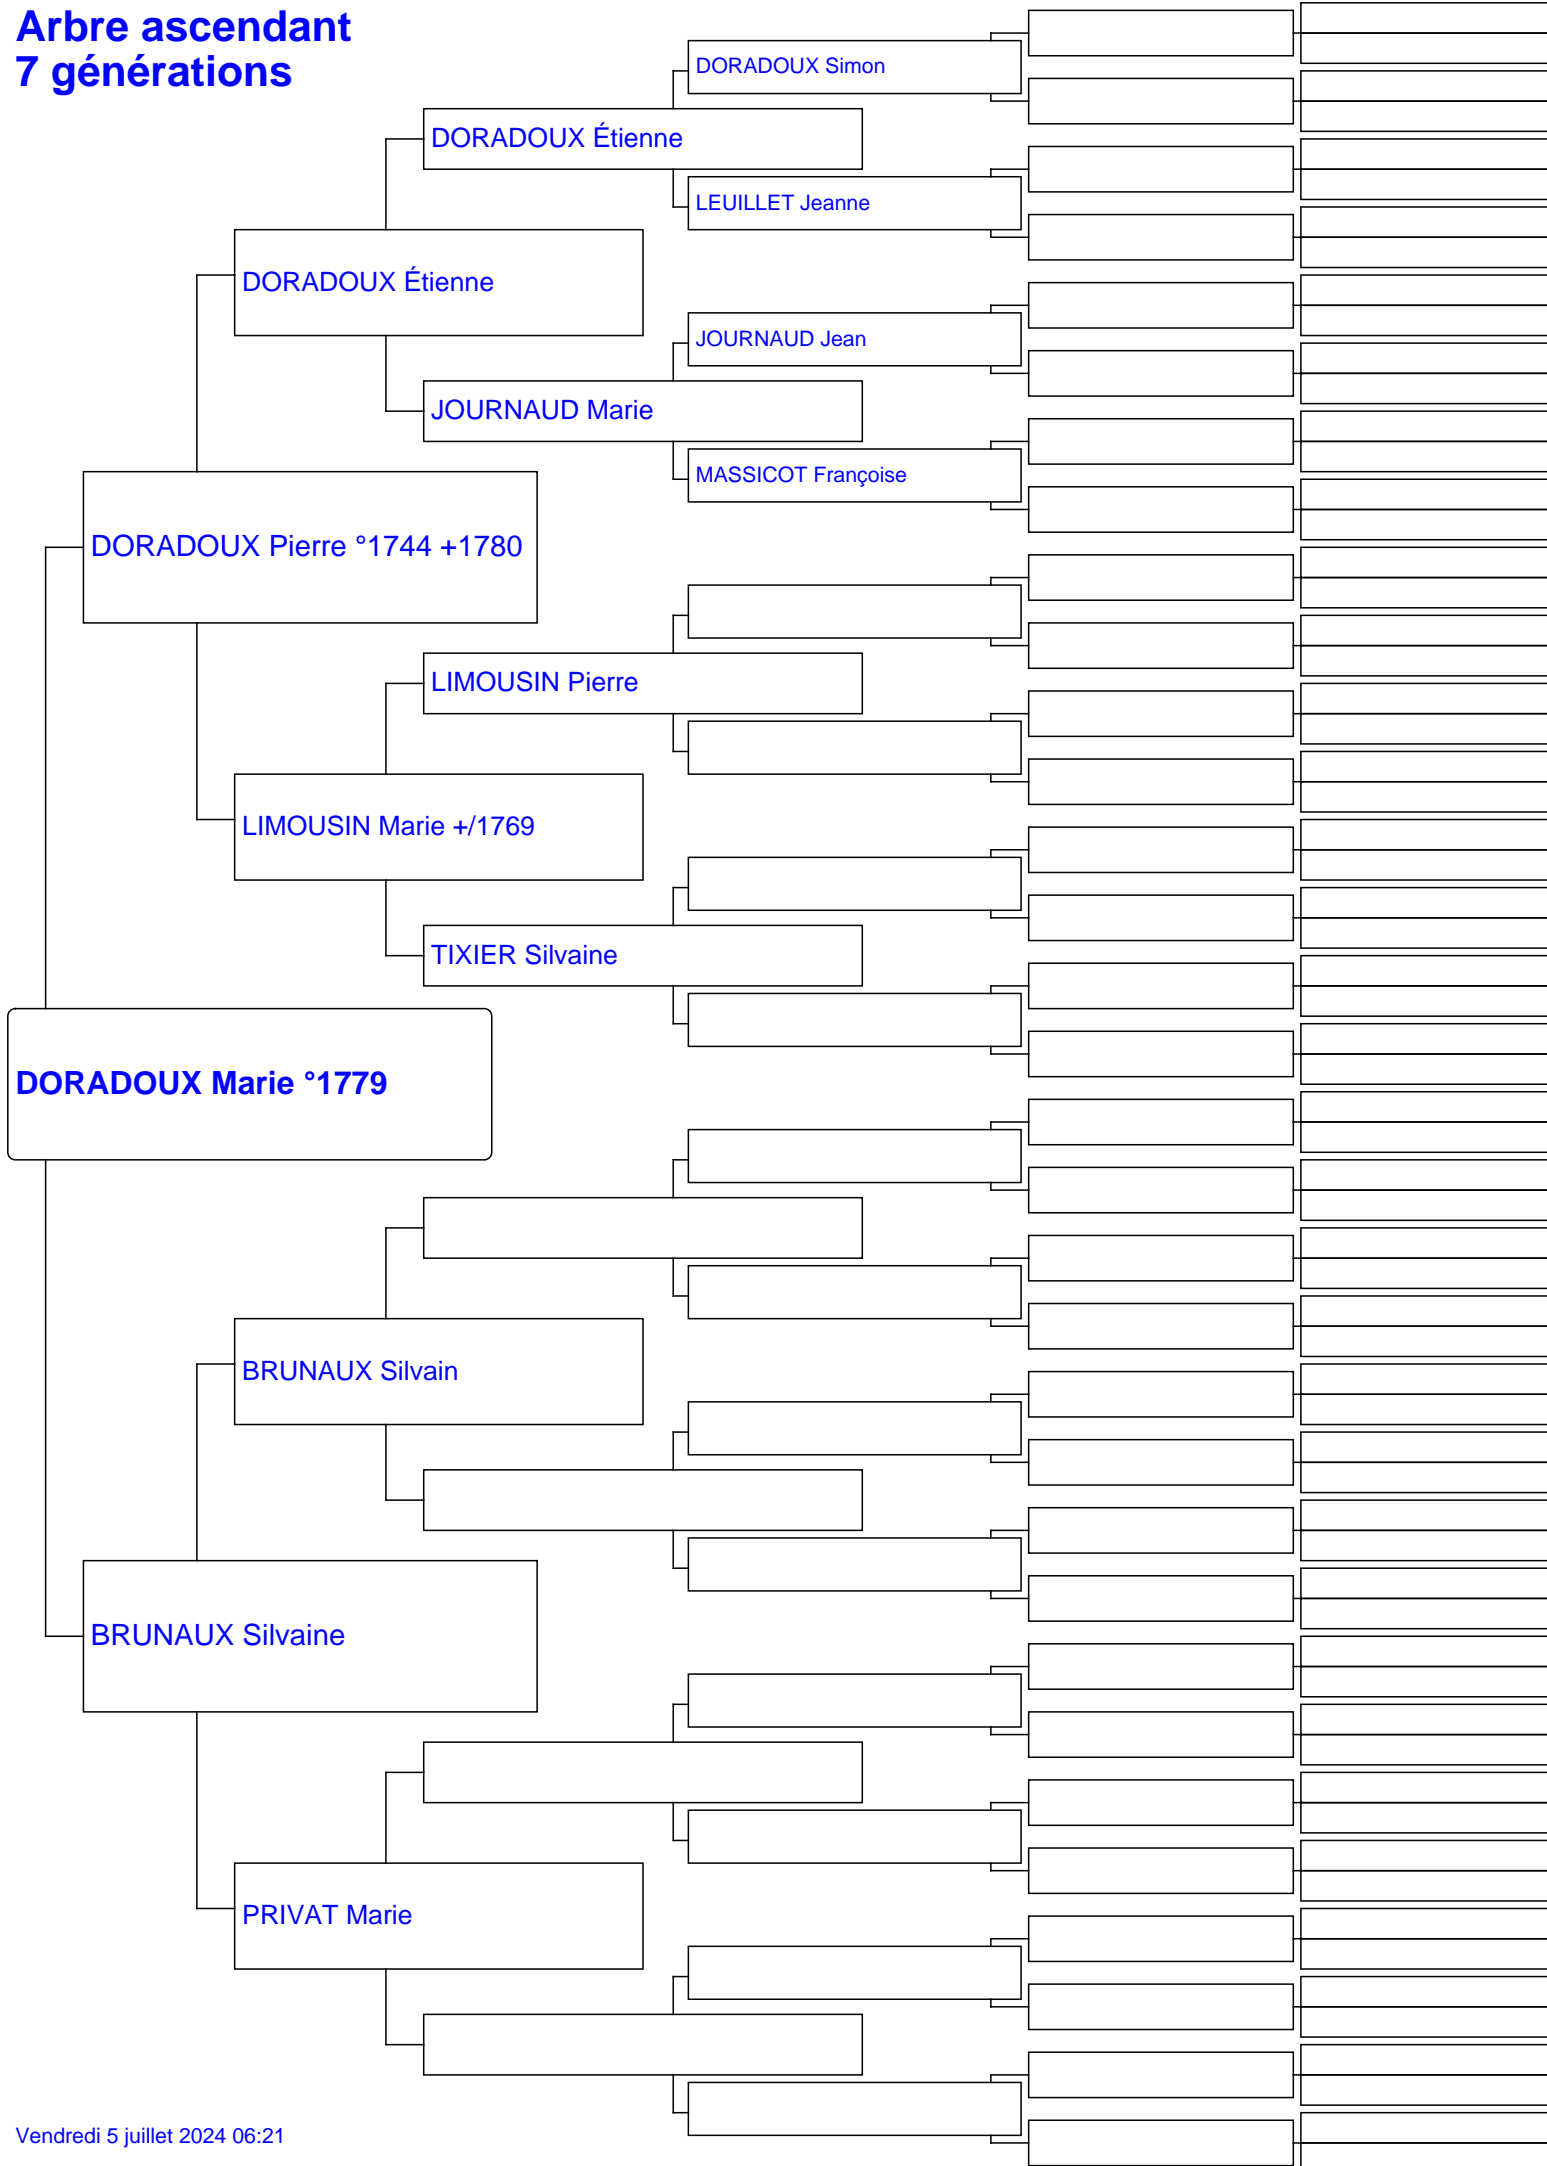 Arbre ascendant
7 générations
DORADOUX Simon
DORADOUX Étienne
LEUILLET Jeanne
DORADOUX Étienne
JOURNAUD Jean
JOURNAUD Marie
MASSICOT Françoise
DORADOUX Pierre °1744 +1780
LIMOUSIN Pierre
LIMOUSIN Marie +/1769
TIXIER Silvaine
DORADOUX Marie °1779
BRUNAUX Silvain
BRUNAUX Silvaine
PRIVAT Marie
Vendredi 5 juillet 2024 06:21